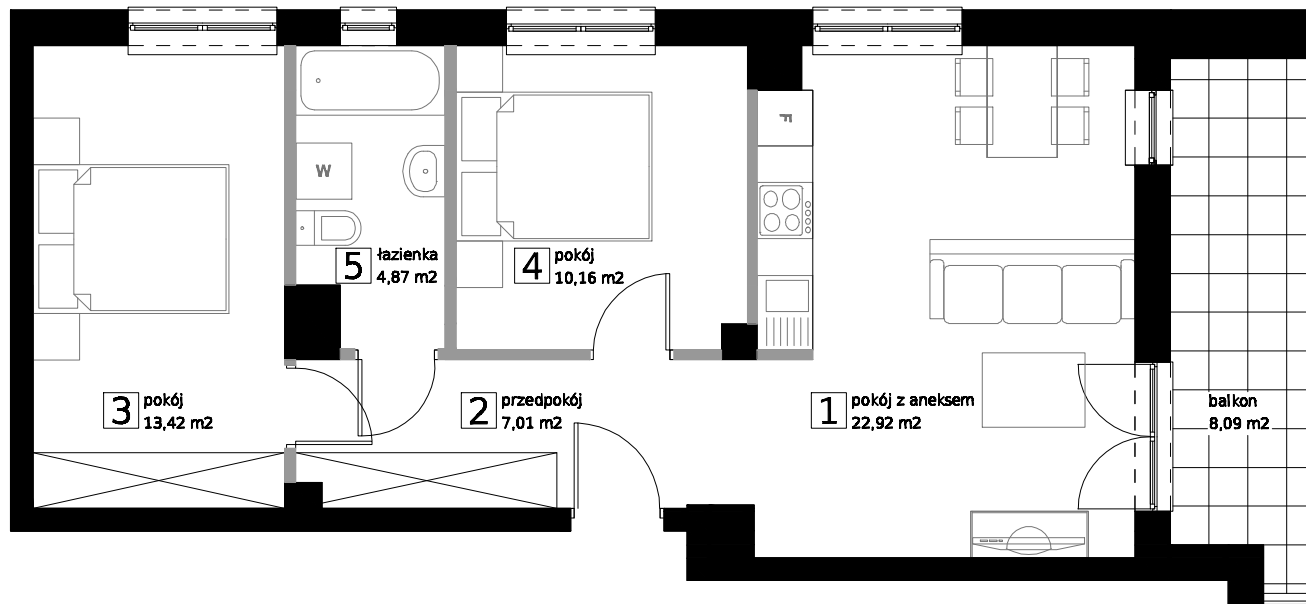 F
W
5 łazienka
4,87 m2
4 pokój
10,16 m2
3 pokój
13,42 m2
2 przedpokój
7,01 m2
1 pokój z aneksem
22,92 m2
balkon
8,09 m2